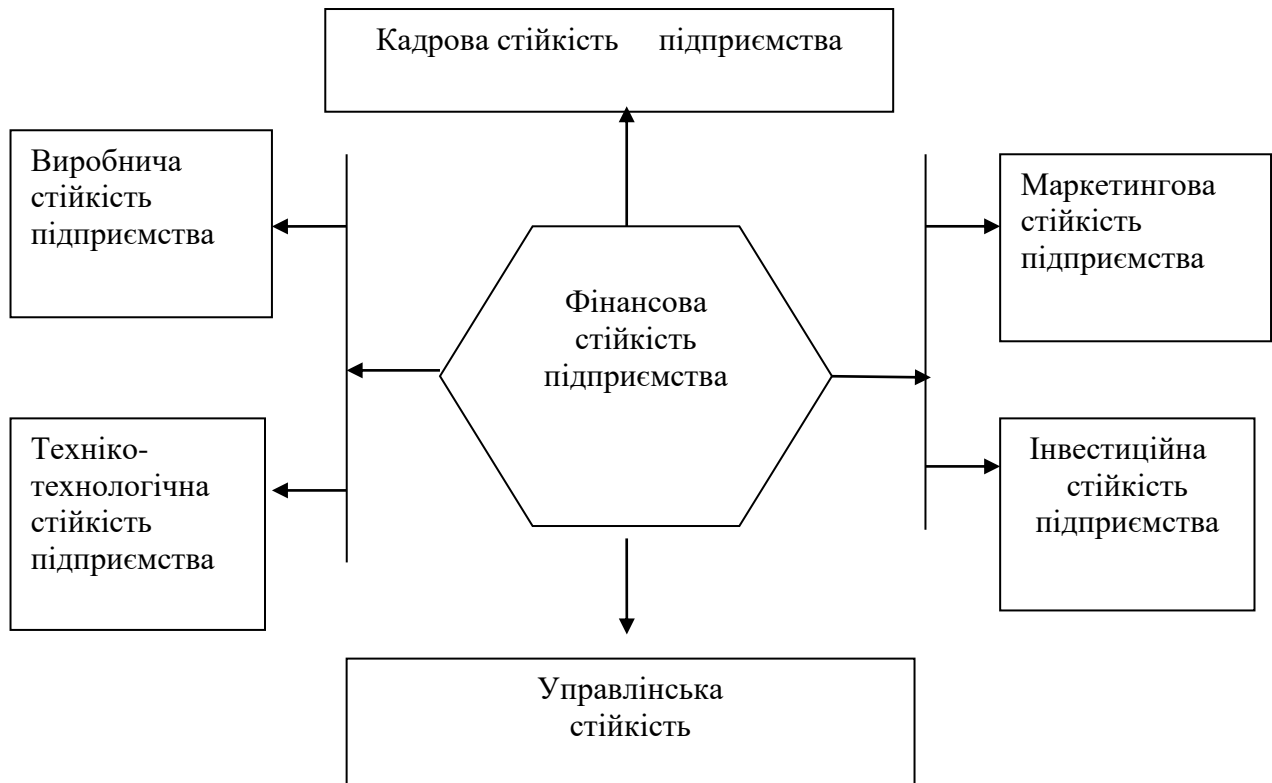 Кадрова стійкість підприємства
Виробнича
стійкість
підприємства
Маркетингова
стійкість
підприємства
Фінансова
стійкість
підприємства
Техніко-
технологічна
стійкість
підприємства
Інвестиційна
стійкість
підприємства
Управлінська
стійкість